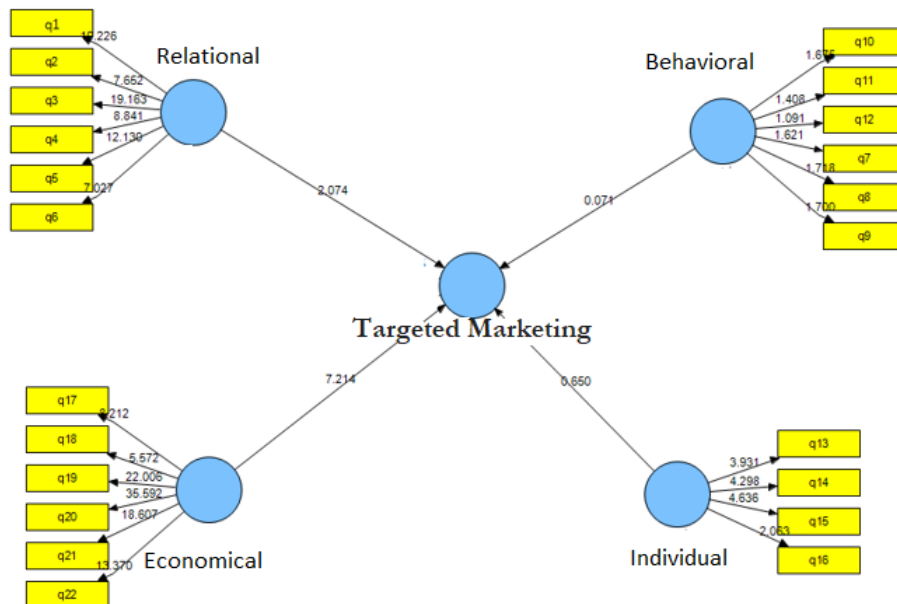 Relational
q1
10.226
q2
7.652
q3
19.163
q4
8.841
q5
12.130
q6
7.027
2.074
Behavioral
q10
1.675
q11
1.408
q12
1.091
q7
1.621
q8
1.718
q9
1.700
0.071
Targeted Marketing
7.214
0.650
q17
8.212
q18
5.572
q19
22.006
q20
35.592
q21
18.607
q22
13.370
Economical
q13
3.931
q14
4.298
q15
4.636
q16
2.063
Individual